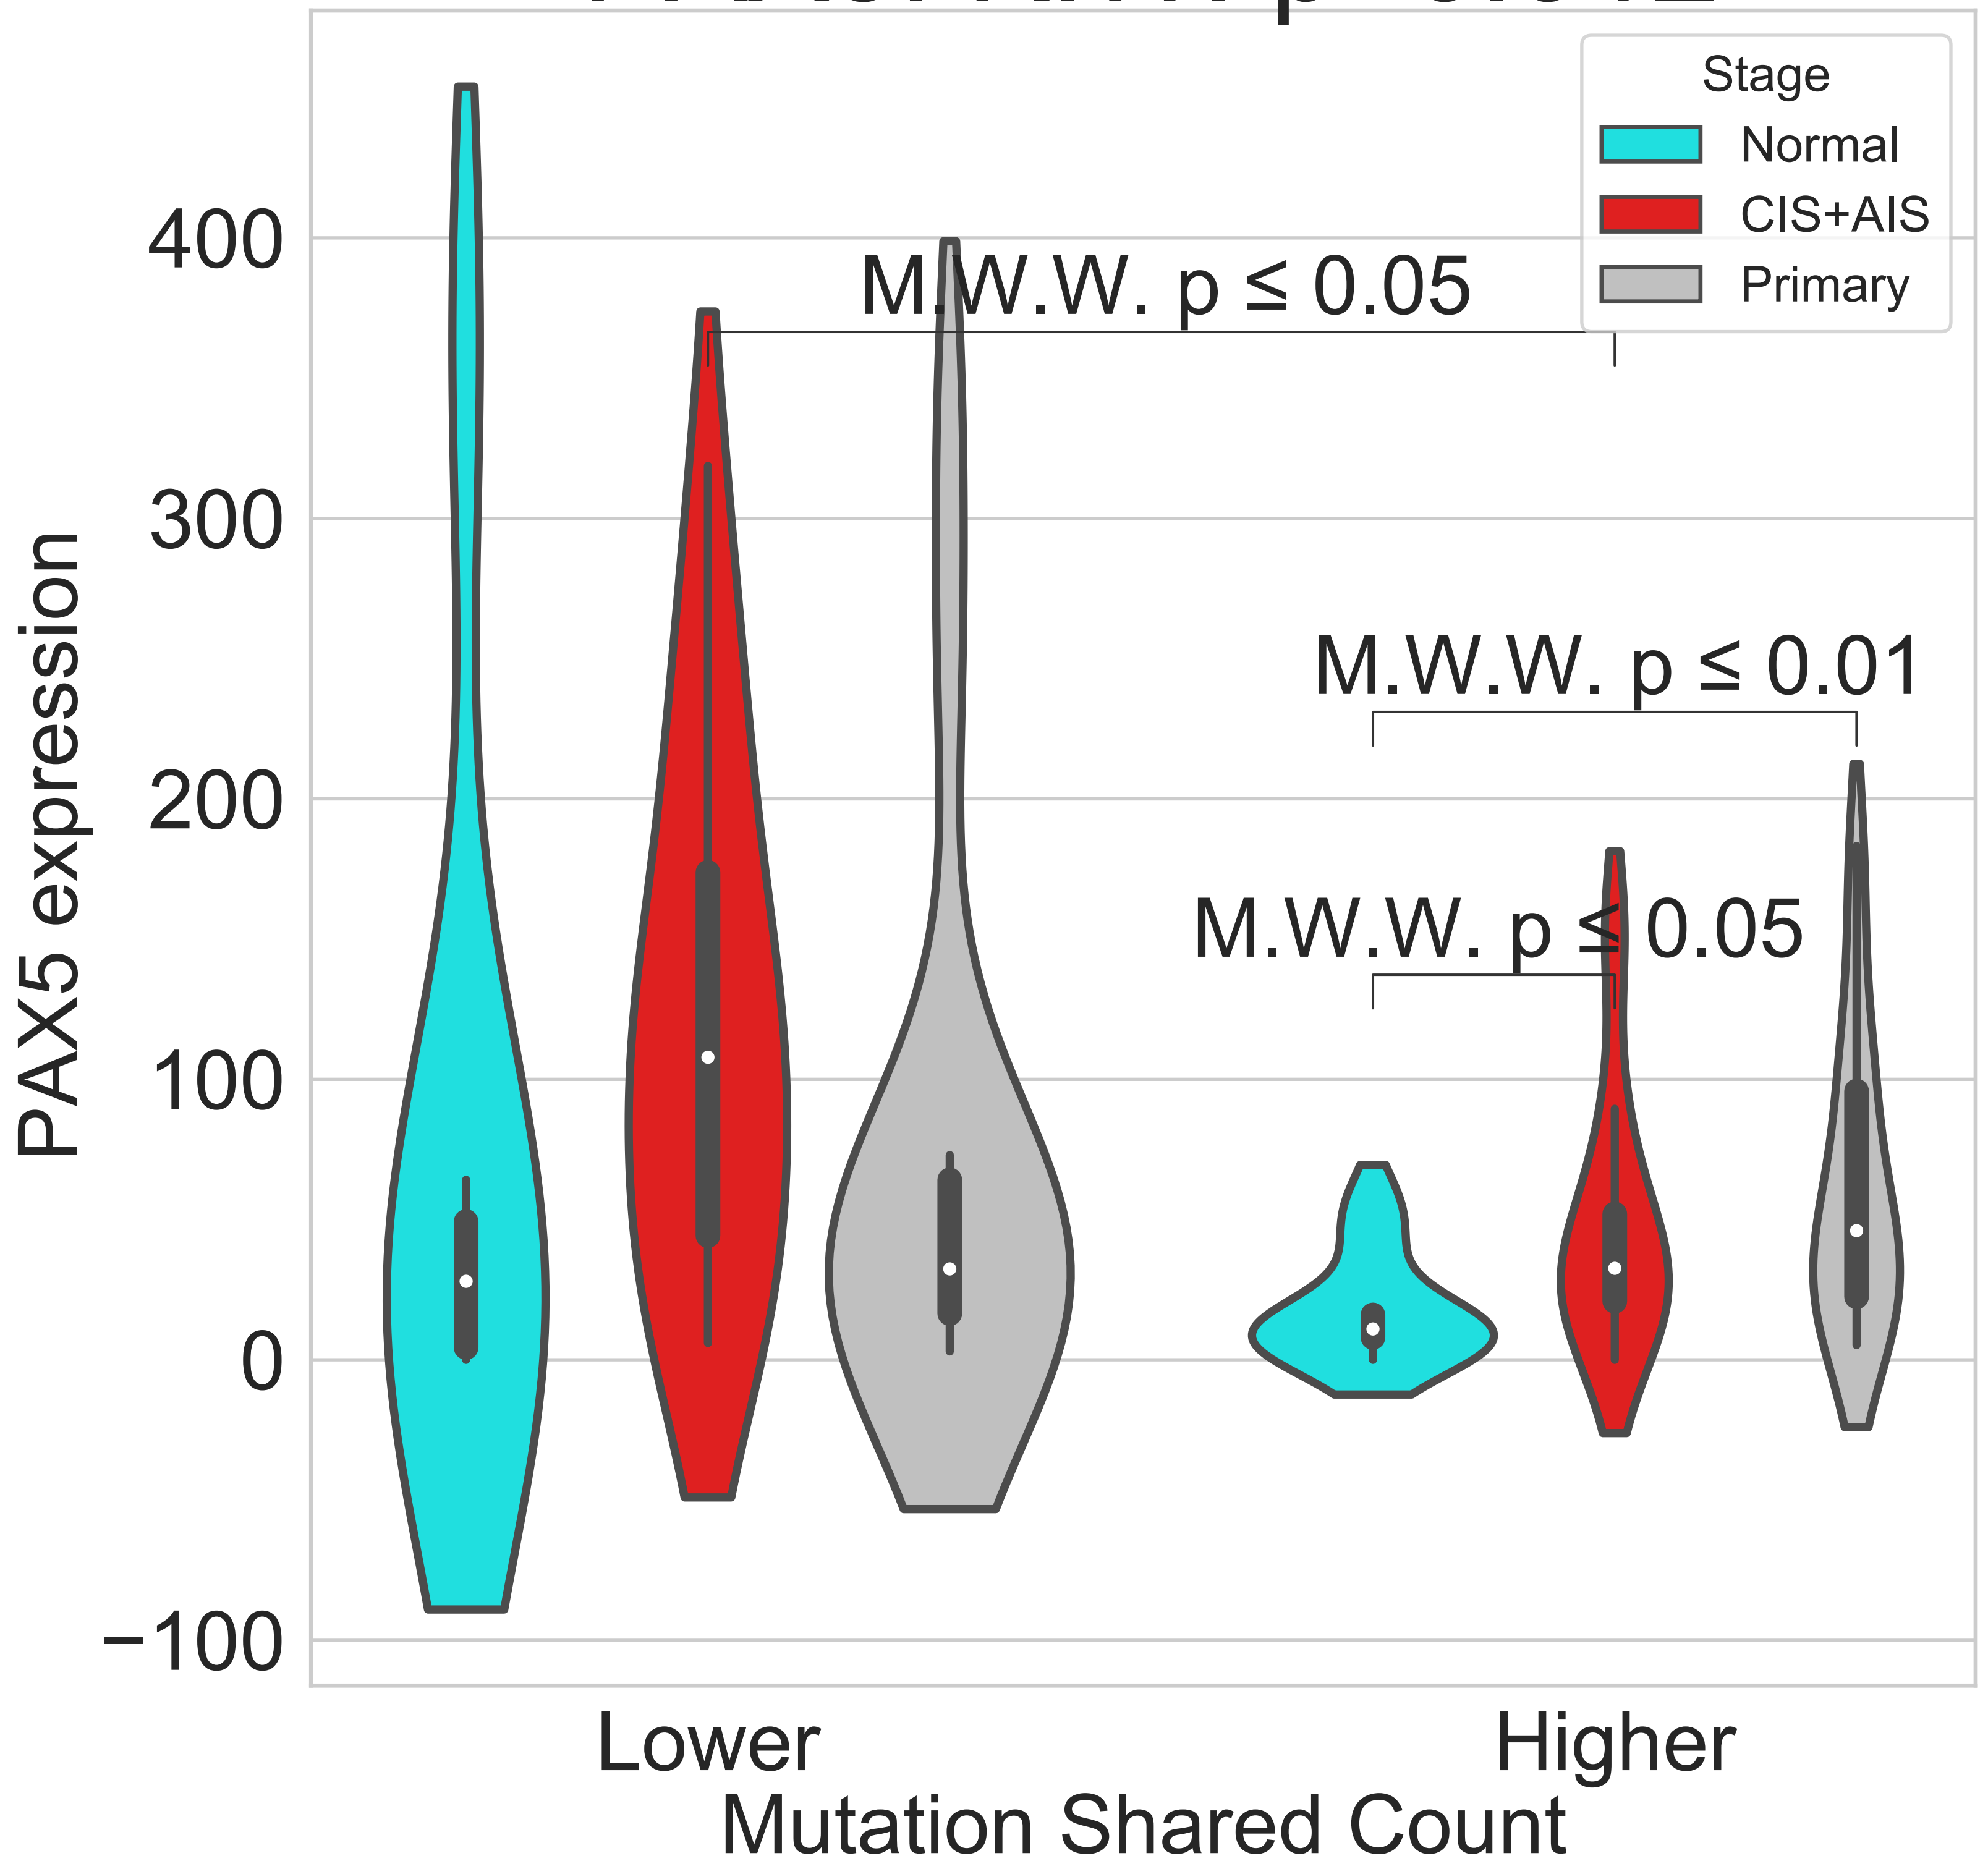 Stage
Normal
CIS+AIS
Primary
M.W.W. p ≤ 0.05
M.W.W. p ≤ 0.01
M.W.W. p ≤ 0.05
PAX5 expression
400
300
200
100
0
−100
Lower
Higher
Mutation Shared Count